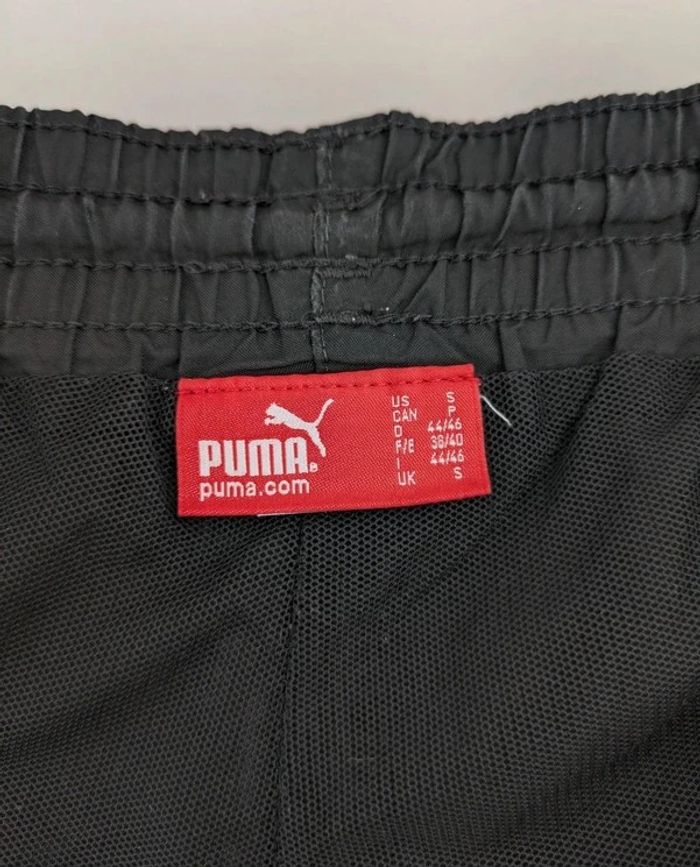 PUMA®
puma.com
US S
CAN P
D 44/46
F/E 38/40
I 44/46
UK S